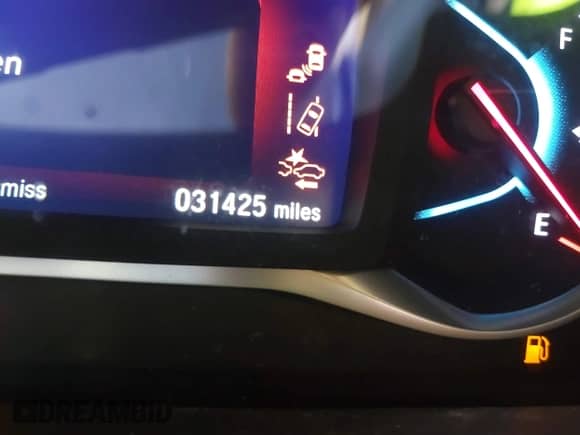 en
F
miss
031425 miles
E
DREAMBID